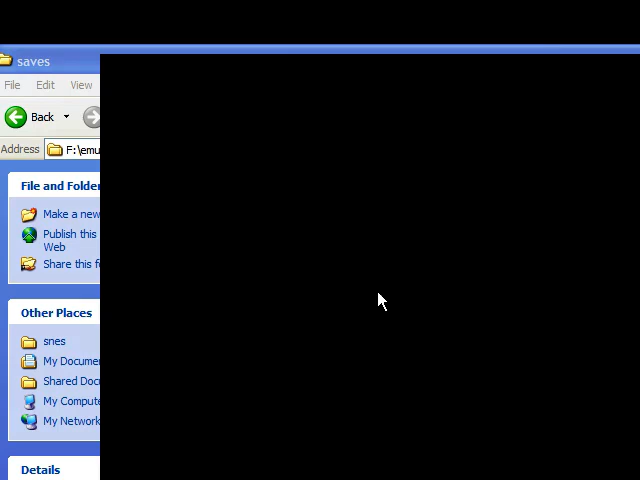 saves
File Edit View
Back
Address F:\emu
File and Folder
Make a new
Publish this
Web
Share this f
Other Places
snes
My Docume
Shared Doc
My Compute
My Network
Details